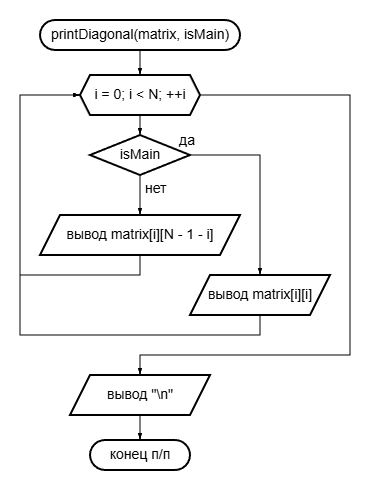 printDiagonal(matrix, isMain)
i = 0; i < N; ++i
isMain
да
нет
вывод matrix[i][N - 1 - i]
вывод matrix[i][i]
вывод "\n"
конец п/п